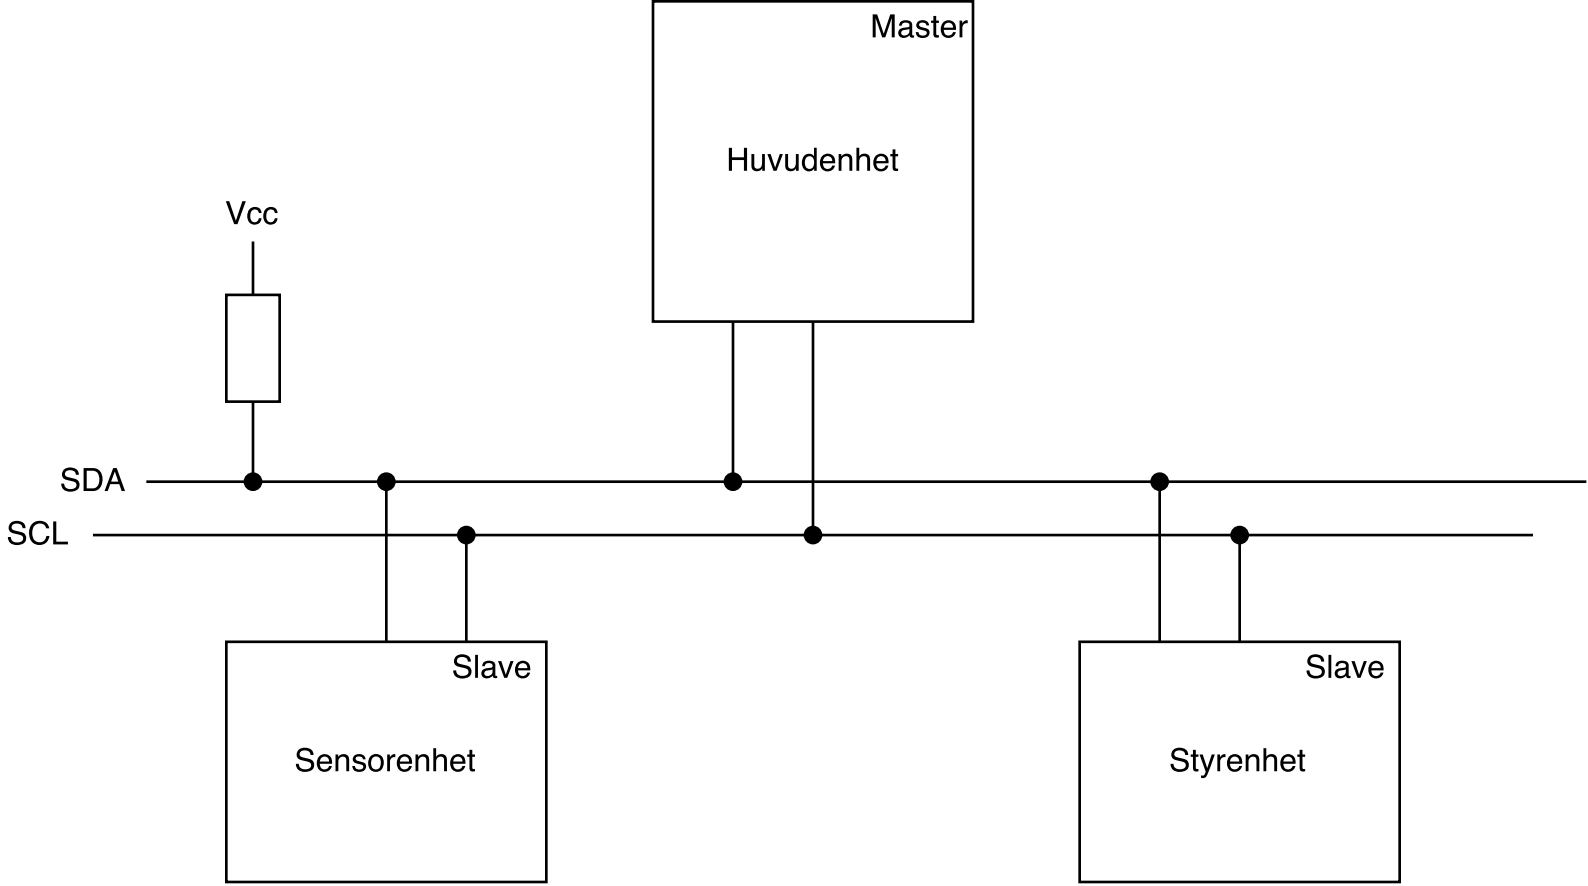 Master
Huvudenhet
Vcc
SDA
SCL
Slave
Sensorenhet
Slave
Styrenhet